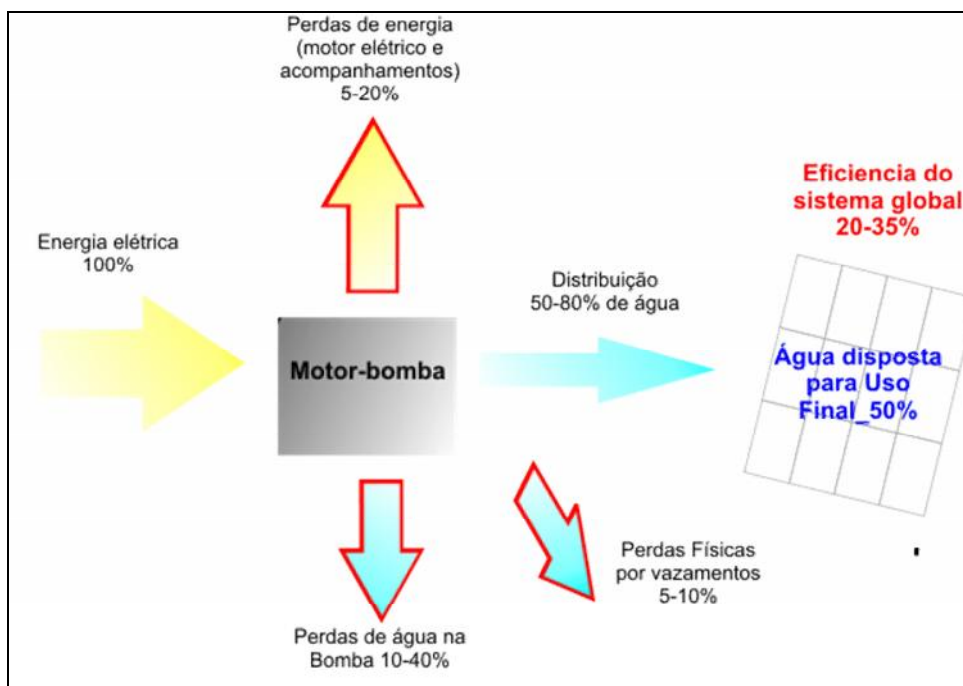 Perdas de energia
(motor elétrico e
acompanhamentos)
5-20%
Eficiencia do
sistema global
20-35%
Energia elétrica
100%
Distribuição
50-80% de água
Motor-bomba
Água disposta
para Uso
Final_50%
Perdas Físicas
por vazamentos
5-10%
Perdas de água na
Bomba 10-40%